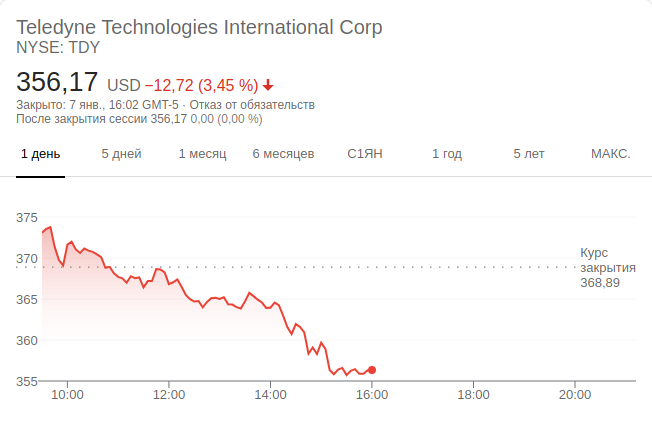 Teledyne Technologies International Corp
NYSE: TDY
356,17 USD −12,72 (3,45 %)
Закрыто: 7 янв., 16:02 GMT-5 · Отказ от обязательств
После закрытия сессии 356,17 0,00 (0,00 %)
1 день 5 дней 1 месяц 6 месяцев С1ЯН 1 год 5 лет МАКС.
375
370
365
360
355
Курс
закрытия
368,89
10:00 12:00 14:00 16:00 18:00 20:00